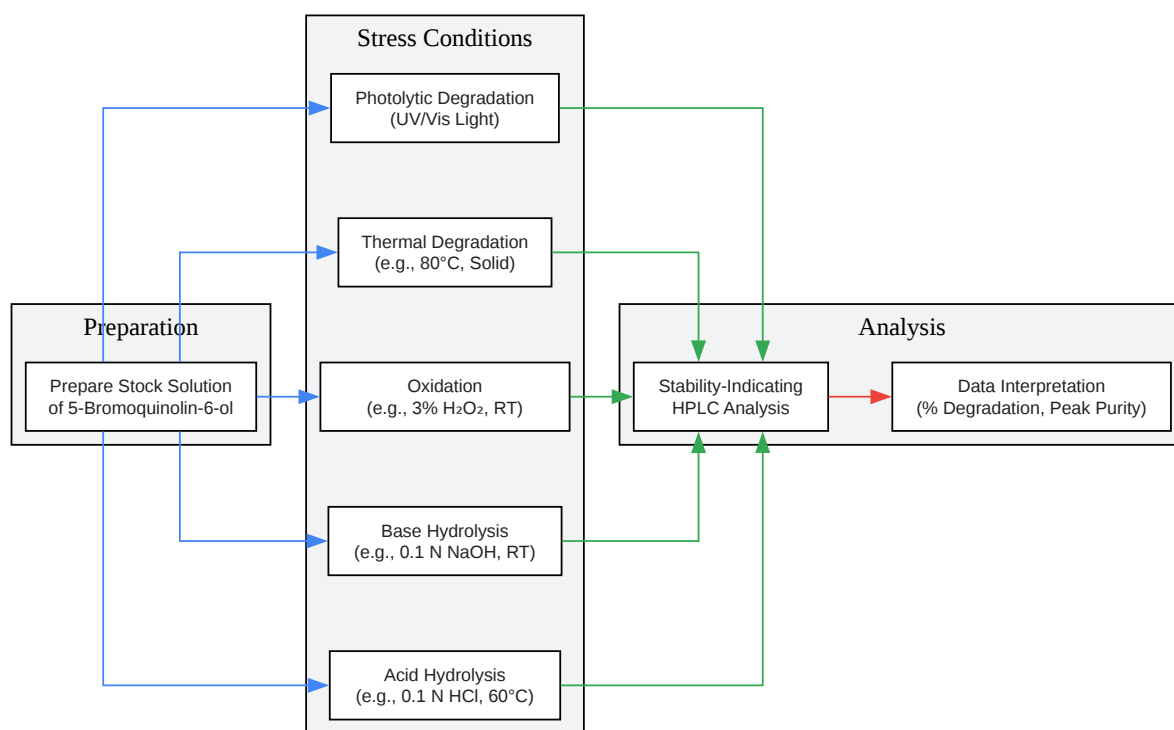 Stress Conditions
Photolytic Degradation
(UV/Vis Light)
Thermal Degradation
(e.g., 80°C, Solid)
Preparation
Prepare Stock Solution
of 5-Bromoquinolin-6-ol
Oxidation
(e.g., 3% H₂O₂, RT)
Analysis
Stability-Indicating
HPLC Analysis
Data Interpretation
(% Degradation, Peak Purity)
Base Hydrolysis
(e.g., 0.1 N NaOH, RT)
Acid Hydrolysis
(e.g., 0.1 N HCl, 60°C)